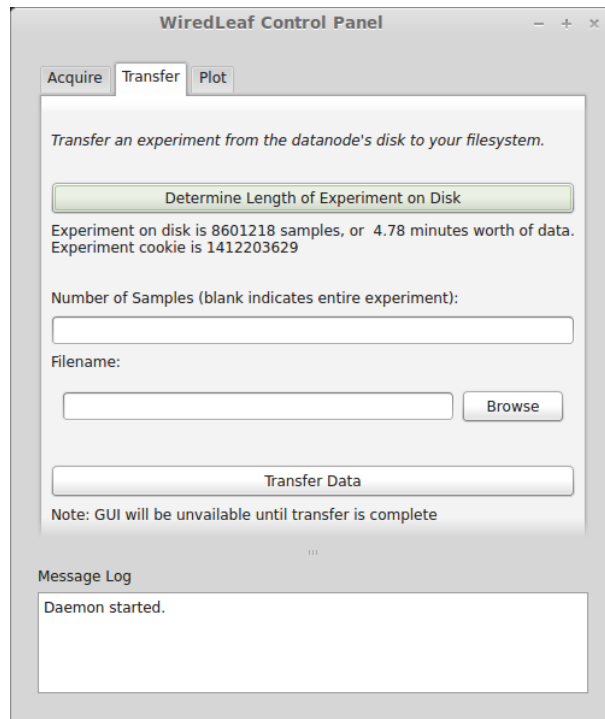 WiredLeaf Control Panel
Acquire Transfer Plot
Transfer an experiment from the datanode's disk to your filesystem.
Determine Length of Experiment on Disk
Experiment on disk is 8601218 samples, or  4.78 minutes worth of data.
Experiment cookie is 1412203629
Number of Samples (blank indicates entire experiment):
Filename:
Browse
Transfer Data
Note: GUI will be unvailable until transfer is complete
Message Log
Daemon started.